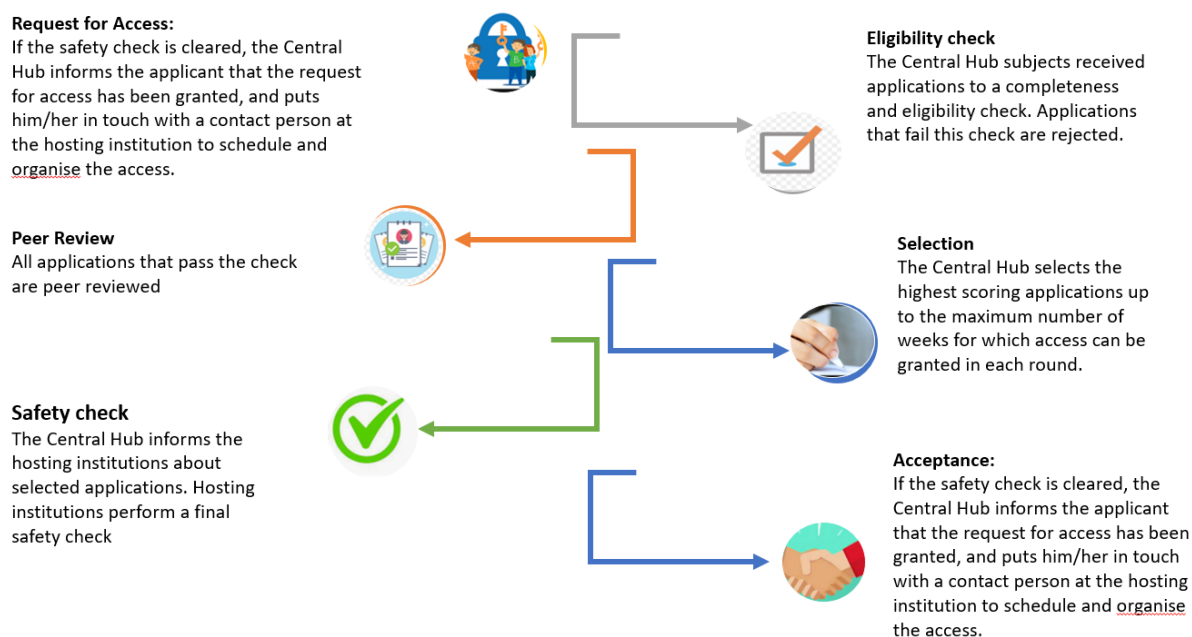 Request for Access:
If the safety check is cleared, the Central
Hub informs the applicant that the request
for access has been granted, and puts
him/her in touch with a contact person at
the hosting institution to schedule and
organise the access.
Eligibility check
The Central Hub subjects received
applications to a completeness
and eligibility check. Applications
that fail this check are rejected.
Peer Review
All applications that pass the check
are peer reviewed
Selection
The Central Hub selects the
highest scoring applications up
to the maximum number of
weeks for which access can be
granted in each round.
Safety check
The Central Hub informs the
hosting institutions about
selected applications. Hosting
institutions perform a final
safety check
Acceptance:
If the safety check is cleared, the
Central Hub informs the applicant
that the request for access has been
granted, and puts him/her in touch
with a contact person at the hosting
institution to schedule and organise
the access.